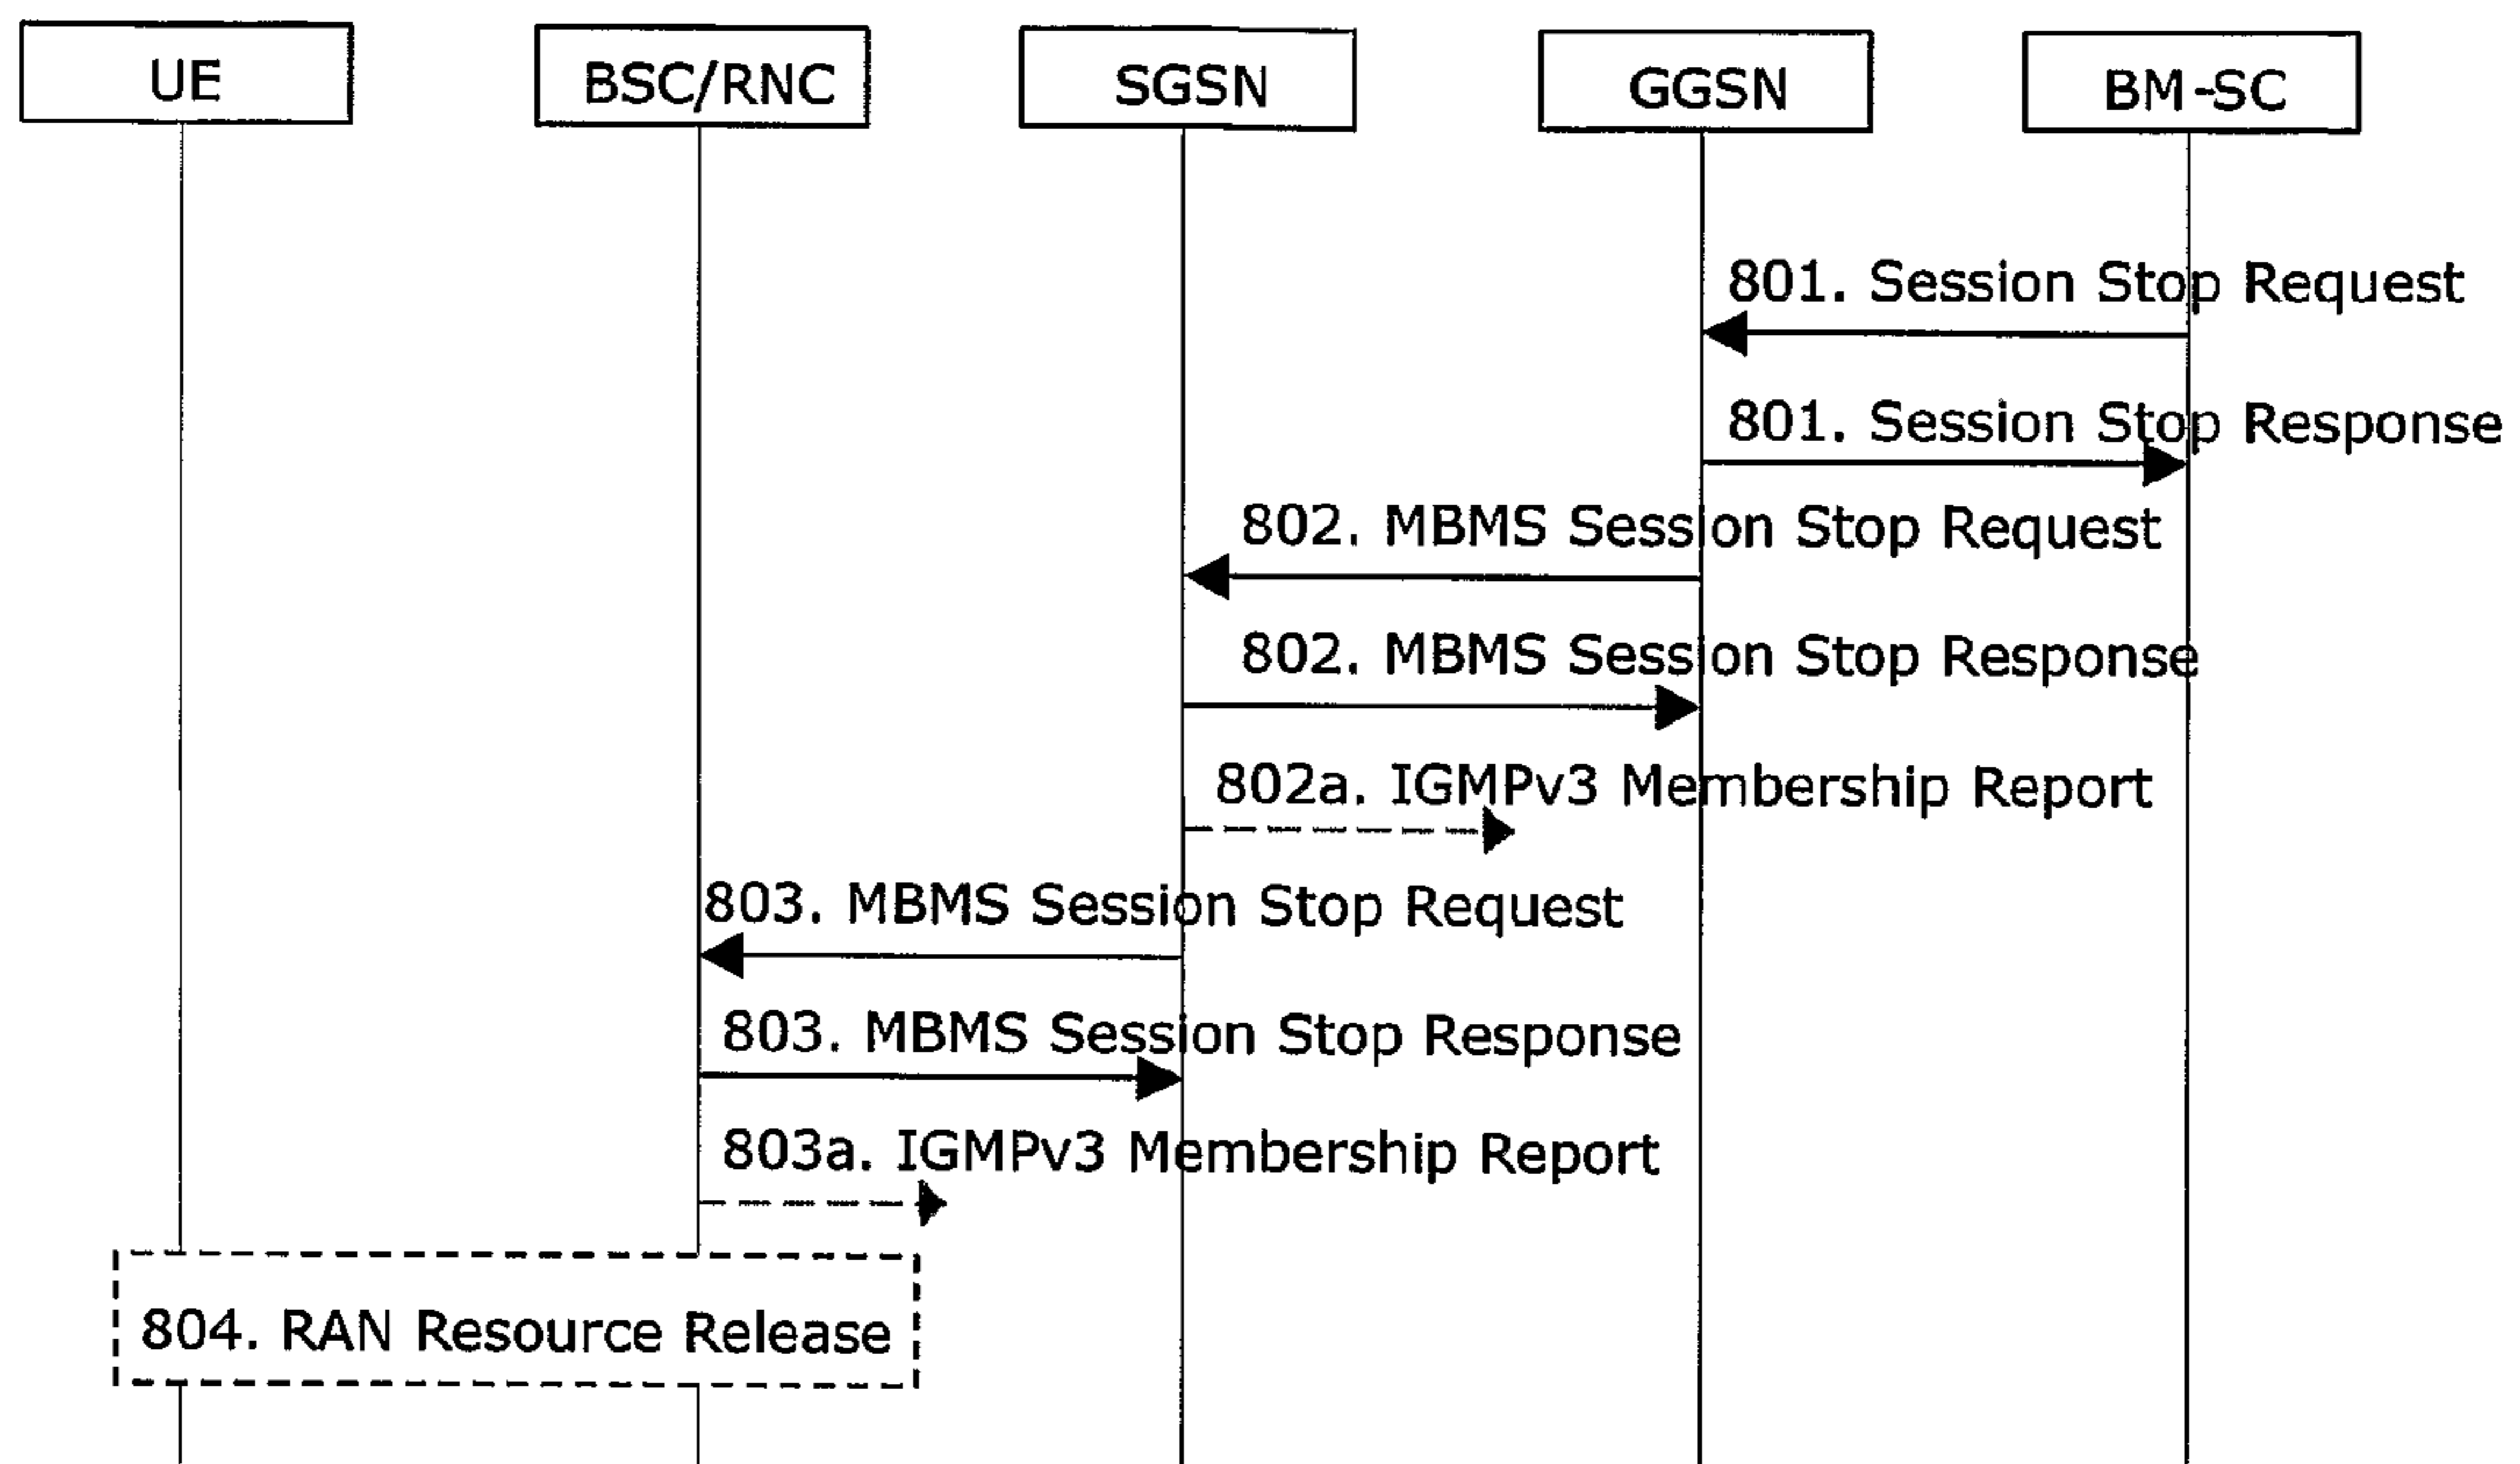 UE
BSC/RNC
SGSN
GGSN
BM-SC
801. Session Stop Request
801. Session Stop Response
802. MBMS Session Stop Request
802. MBMS Session Stop Response
802a. IGMPv3 Membership Report
803. MBMS Session Stop Request
803. MBMS Session Stop Response
803a. IGMPv3 Membership Report
804. RAN Resource Release